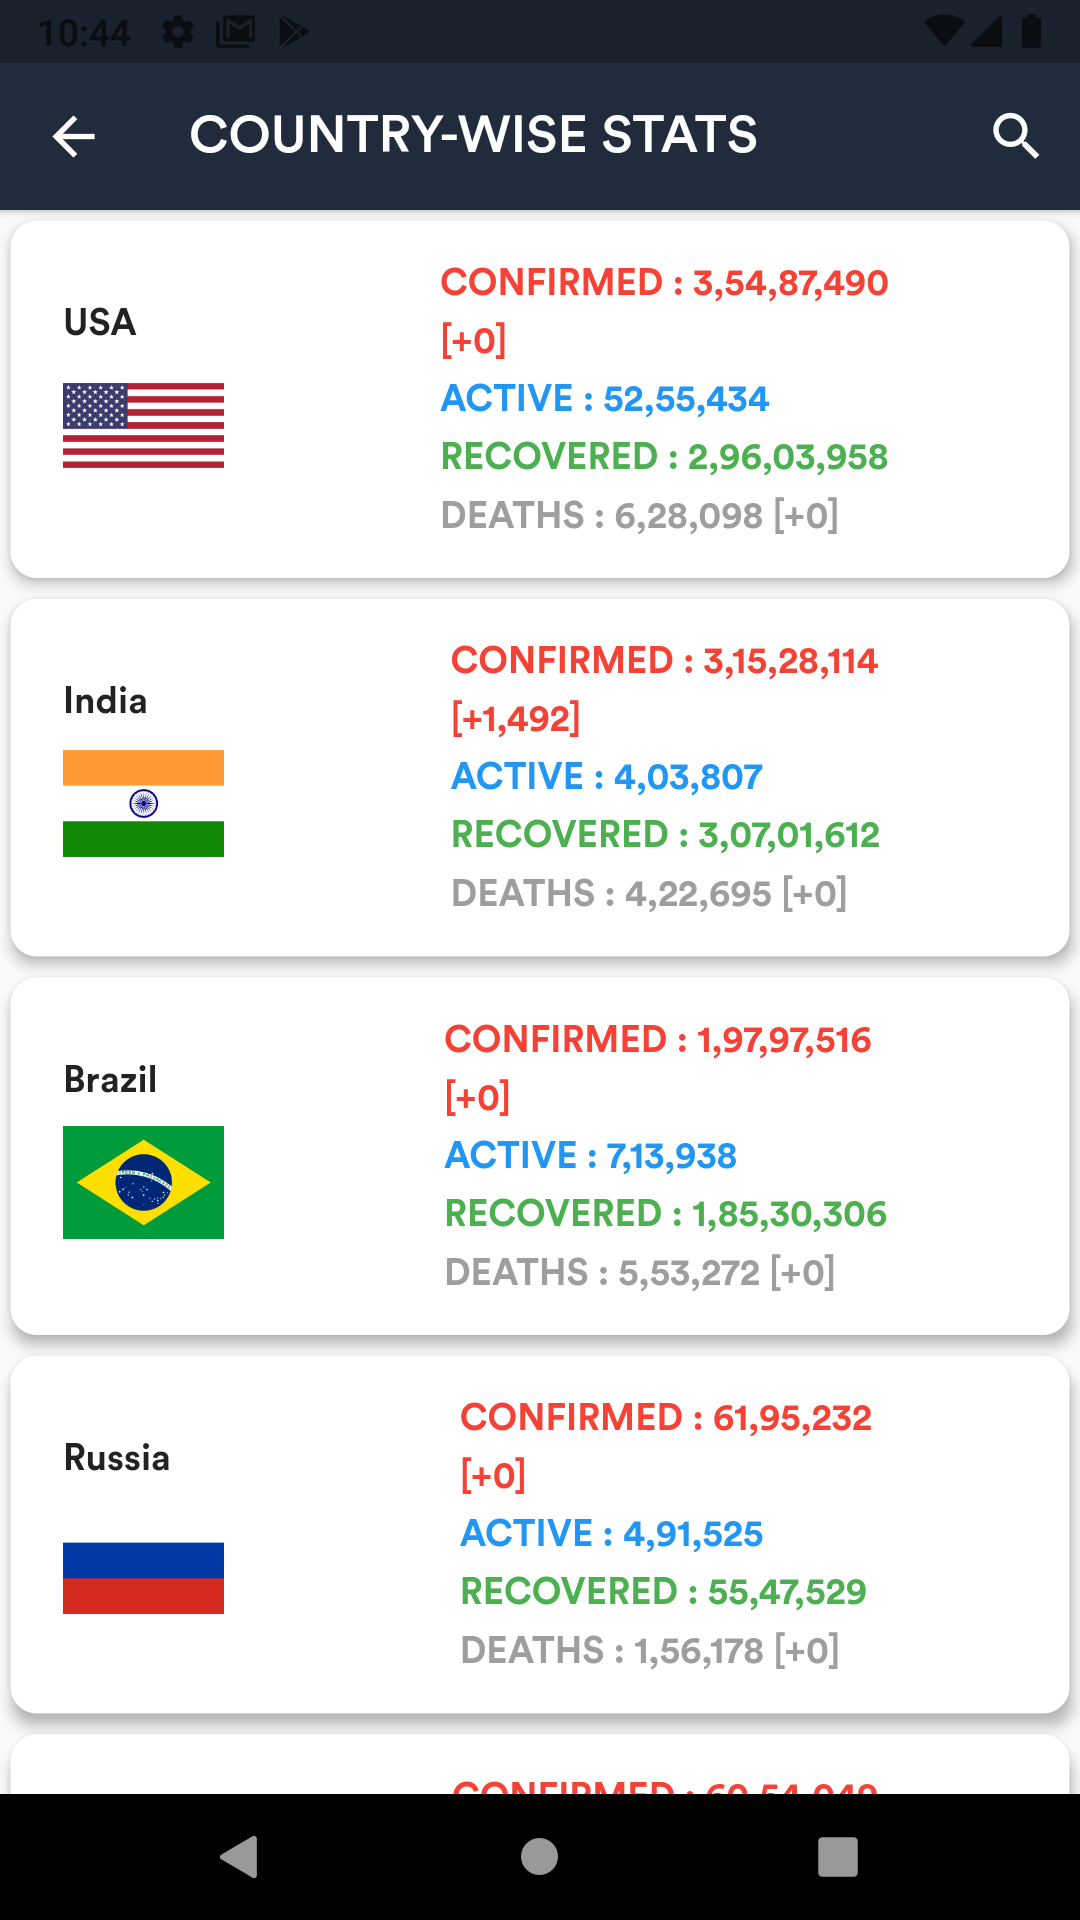 10:44
COUNTRY-WISE STATS
USA
CONFIRMED : 3,54,87,490
[+0]
ACTIVE : 52,55,434
RECOVERED : 2,96,03,958
DEATHS : 6,28,098 [+0]
India
CONFIRMED : 3,15,28,114
[+1,492]
ACTIVE : 4,03,807
RECOVERED : 3,07,01,612
DEATHS : 4,22,695 [+0]
Brazil
CONFIRMED : 1,97,97,516
[+0]
ACTIVE : 7,13,938
RECOVERED : 1,85,30,306
DEATHS : 5,53,272 [+0]
Russia
CONFIRMED : 61,95,232
[+0]
ACTIVE : 4,91,525
RECOVERED : 55,47,529
DEATHS : 1,56,178 [+0]
CONFIRMED : 60,54,049